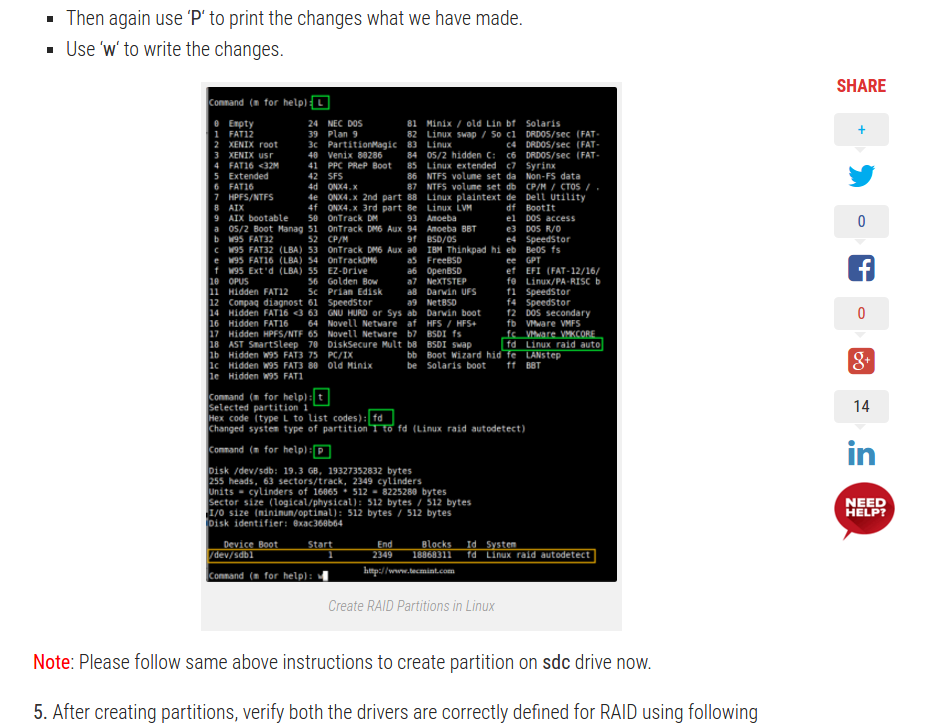 Then again use ‘P‘ to print the changes what we have made.
Use ‘w‘ to write the changes.
SHARE
Command (m for help): L
0 Empty 24 NEC DOS 81 Minix / old Lin bf Solaris
1 FAT12 39 Plan 9 82 Linux swap / So c1 DRDOS/sec (FAT-
2 XENIX root 3c PartitionMagic 83 Linux c4 DRDOS/sec (FAT-
3 XENIX usr 40 Venix 80286 84 OS/2 hidden C: c6 DRDOS/sec (FAT-
4 FAT16 <32M 41 PPC PReP Boot 85 Linux extended c7 Syrinx
5 Extended 42 SFS 86 NTFS volume set da Non-FS data
6 FAT16 4d QNX4.x 87 NTFS volume set db CP/M / CTOS / .
7 HPFS/NTFS 4e QNX4.x 2nd part 88 Linux plaintext de Dell Utility
8 AIX 4f QNX4.x 3rd part 8e Linux LVM df BootIt
9 AIX bootable 50 OnTrack DM 93 Amoeba e1 DOS access
a OS/2 Boot Manag 51 OnTrack DM6 Aux 94 Amoeba BBT e3 DOS R/O
b W95 FAT32 52 CP/M 9f BSD/OS e4 SpeedStor
c W95 FAT32 (LBA) 53 OnTrack DM6 Aux a0 IBM Thinkpad hi eb BeOS fs
e W95 FAT16 (LBA) 54 OnTrackDM6 a5 FreeBSD ee GPT
f W95 Ext'd (LBA) 55 EZ-Drive a6 OpenBSD ef EFI (FAT-12/16/
10 OPUS 56 Golden Bow a7 NeXTSTEP f0 Linux/PA-RISC b
11 Hidden FAT12 5c Priam Edisk a8 Darwin UFS f1 SpeedStor
12 Compaq diagnost 61 SpeedStor a9 NetBSD f4 SpeedStor
14 Hidden FAT16 <3 63 GNU HURD or Sys ab Darwin boot f2 DOS secondary
16 Hidden FAT16 64 Novell Netware af HFS / HFS+ fb VMware VMFS
17 Hidden HPFS/NTF 65 Novell Netware b7 BSDI fs fc VMware VMKCORE
18 AST SmartSleep 70 DiskSecure Mult b8 BSDI swap fd Linux raid auto
1b Hidden W95 FAT3 75 PC/IX bb Boot Wizard hid fe LANstep
1c Hidden W95 FAT3 80 Old Minix be Solaris boot ff BBT
1e Hidden W95 FAT1
Command (m for help): t
Selected partition 1
Hex code (type L to list codes): fd
Changed system type of partition 1 to fd (Linux raid autodetect)
Command (m for help): p
Disk /dev/sdb: 19.3 GB, 19327352832 bytes
255 heads, 63 sectors/track, 2349 cylinders
Units = cylinders of 16065 * 512 = 8225280 bytes
Sector size (logical/physical): 512 bytes / 512 bytes
I/O size (minimum/optimal): 512 bytes / 512 bytes
Disk identifier: 0xac360b64
Device Boot Start End Blocks Id System
/dev/sdb1 1 2349 18868311 fd Linux raid autodetect
http://www.tecmint.com
Command (m for help): w
Create RAID Partitions in Linux
+
0
f
0
8+
14
in
NEED
HELP?
Note: Please follow same above instructions to create partition on sdc drive now.
5. After creating partitions, verify both the drivers are correctly defined for RAID using following